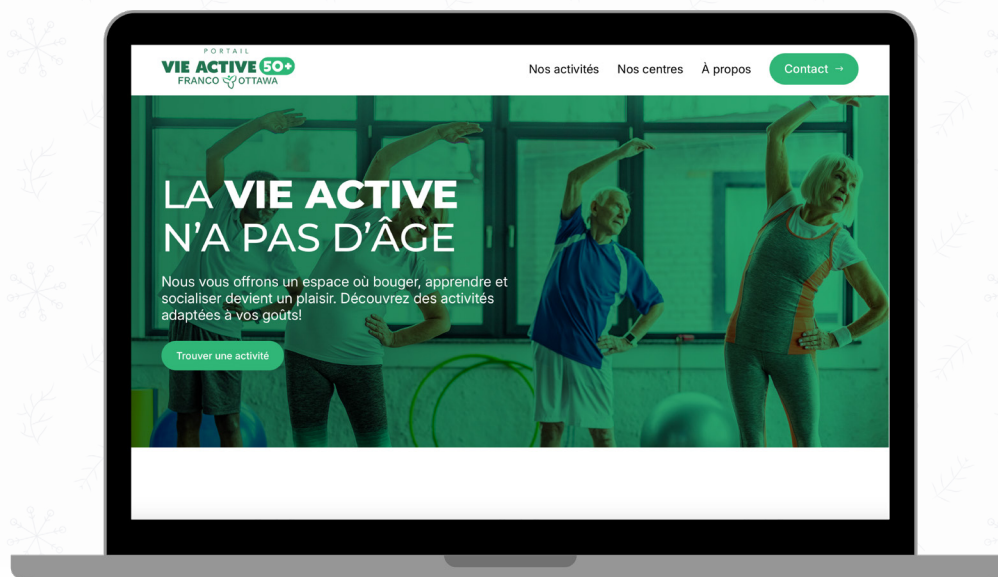 PORTAIL
VIE ACTIVE 50+
FRANCO OTTAWA
Nos activités Nos centres À propos Contact →
LA VIE ACTIVE
N'A PAS D'ÂGE
Nous vous offrons un espace où bouger, apprendre et
socialiser devient un plaisir. Découvrez des activités
adaptées à vos goûts!
Trouver une activité